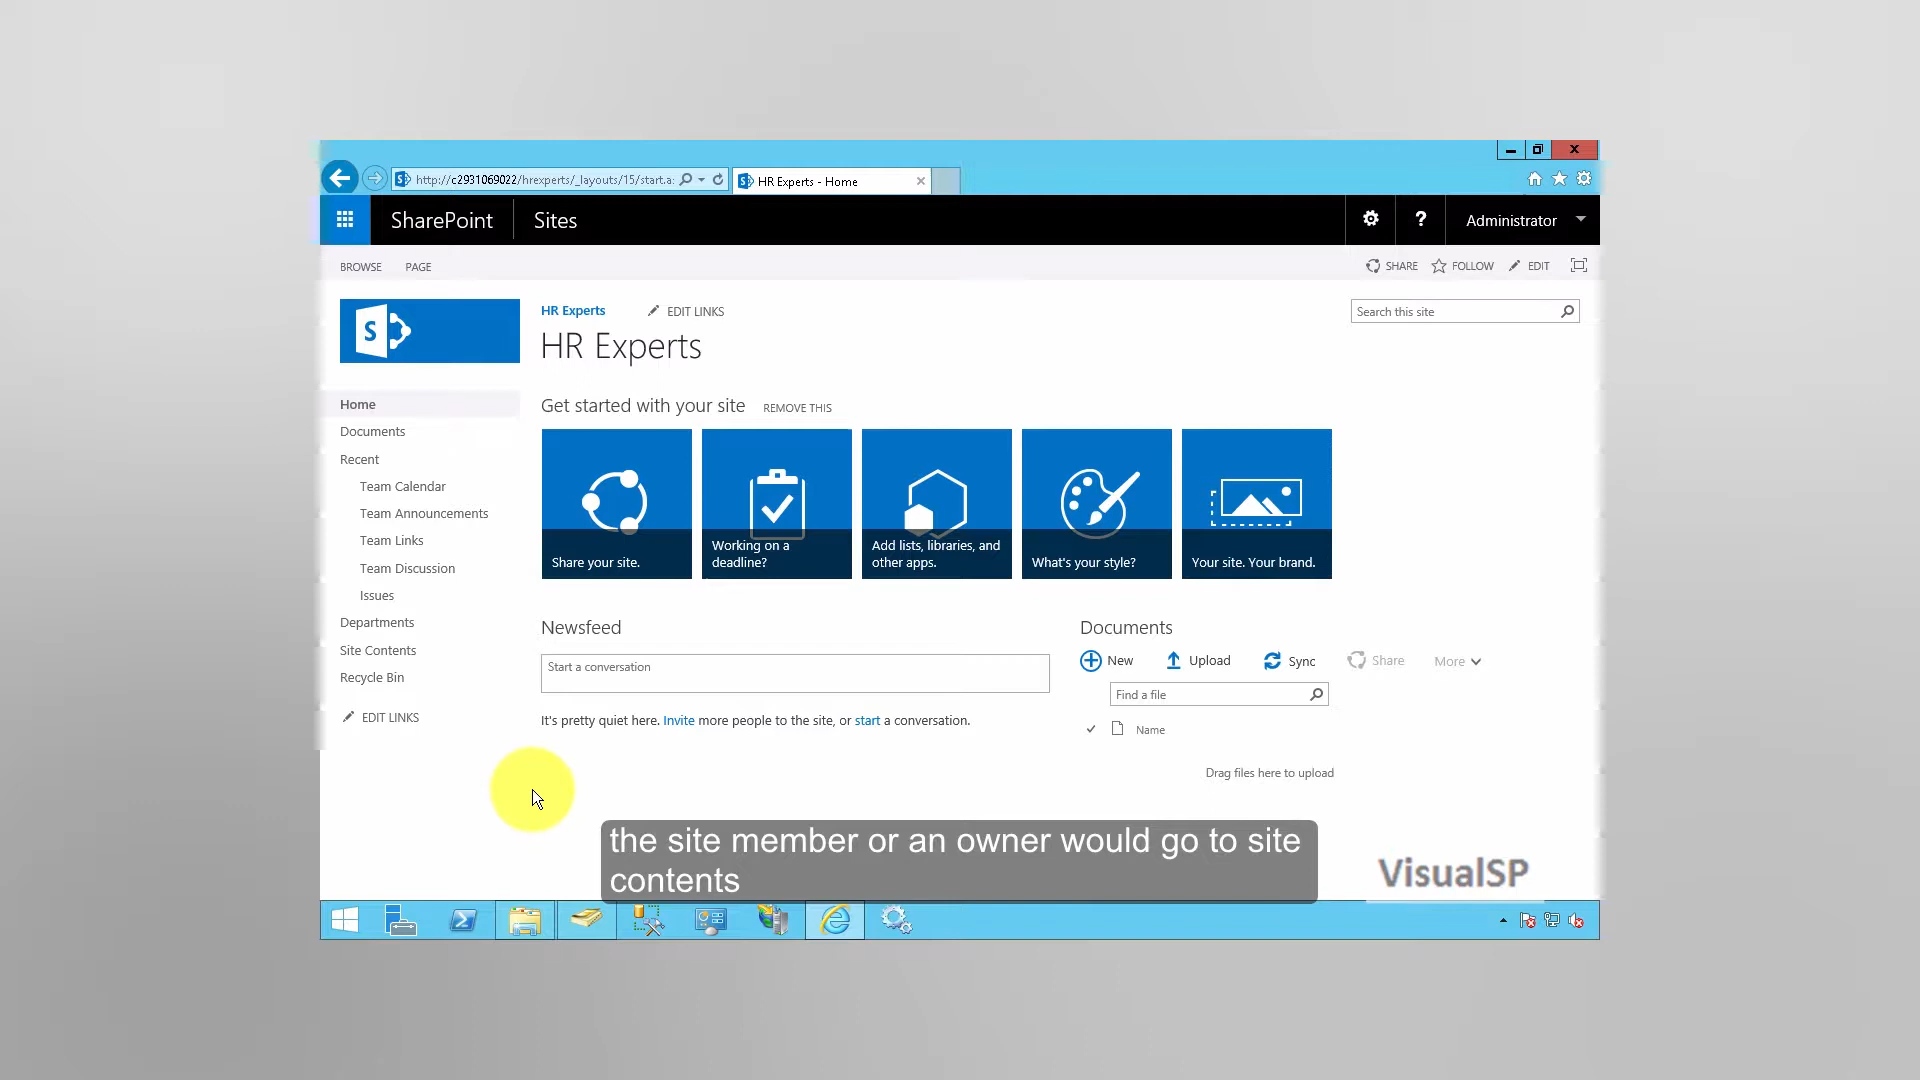 http://c2931069022/hrexperts/_layouts/15/start.a:
HR Experts - Home
SharePoint
Sites
?
Administrator
BROWSE
PAGE
SHARE
FOLLOW
EDIT
S
HR Experts
EDIT LINKS
Search this site
HR Experts
Home
Documents
Recent
Team Calendar
Team Announcements
Team Links
Team Discussion
Issues
Departments
Site Contents
Recycle Bin
EDIT LINKS
Get started with your site
REMOVE THIS
Share your site.
Working on a
deadline?
Add lists, libraries, and
other apps.
What's your style?
Your site. Your brand.
Newsfeed
Start a conversation
It's pretty quiet here. Invite more people to the site, or start a conversation.
Documents
New
Upload
Sync
Share
More
Find a file
Name
Drag files here to upload
the site member or an owner would go to site
contents
VisualSP